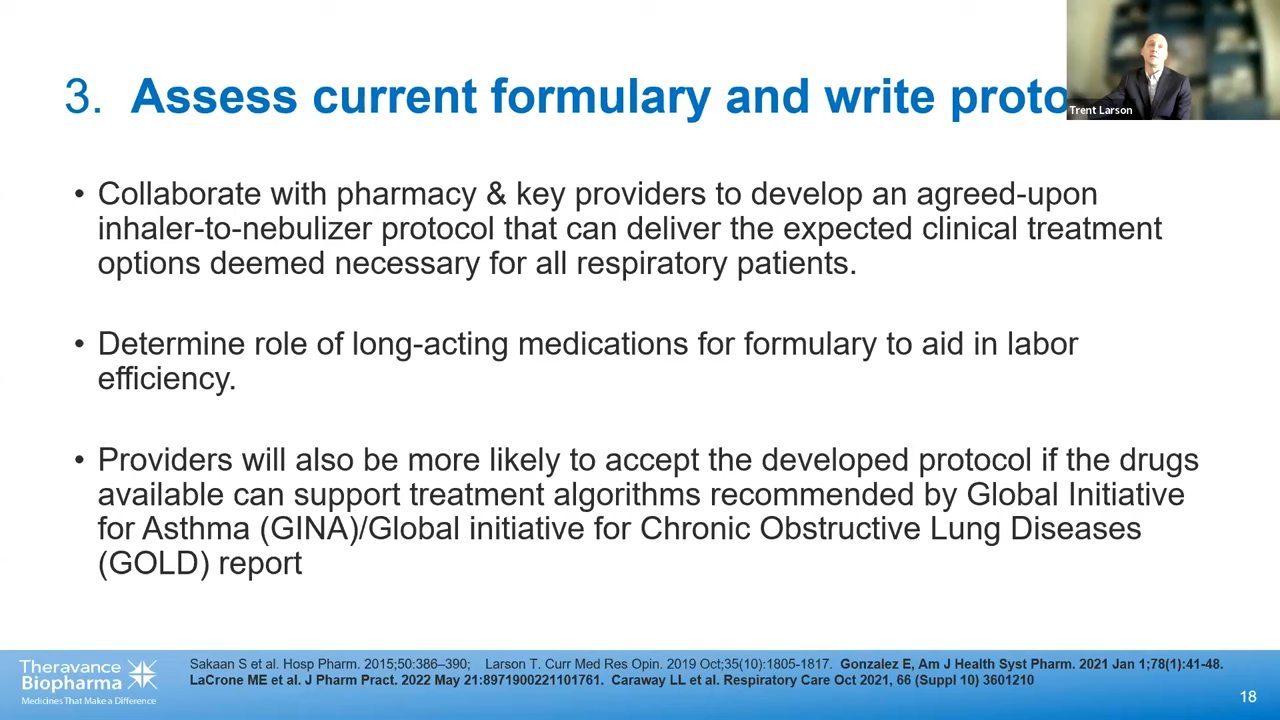 3. Assess current formulary and write proto
Trent Larson
• Collaborate with pharmacy & key providers to develop an agreed-upon
inhaler-to-nebulizer protocol that can deliver the expected clinical treatment
options deemed necessary for all respiratory patients.
• Determine role of long-acting medications for formulary to aid in labor
efficiency.
• Providers will also be more likely to accept the developed protocol if the drugs
available can support treatment algorithms recommended by Global Initiative
for Asthma (GINA)/Global initiative for Chronic Obstructive Lung Diseases
(GOLD) report
Theravance
Biopharma
Medicines That Make a Difference
Sakaan S et al. Hosp Pharm. 2015;50:386–390; Larson T. Curr Med Res Opin. 2019 Oct;35(10):1805-1817. Gonzalez E, Am J Health Syst Pharm. 2021 Jan 1;78(1):41-48.
LaCrone ME et al. J Pharm Pract. 2022 May 21:8971900221101761. Caraway LL et al. Respiratory Care Oct 2021, 66 (Suppl 10) 3601210
18